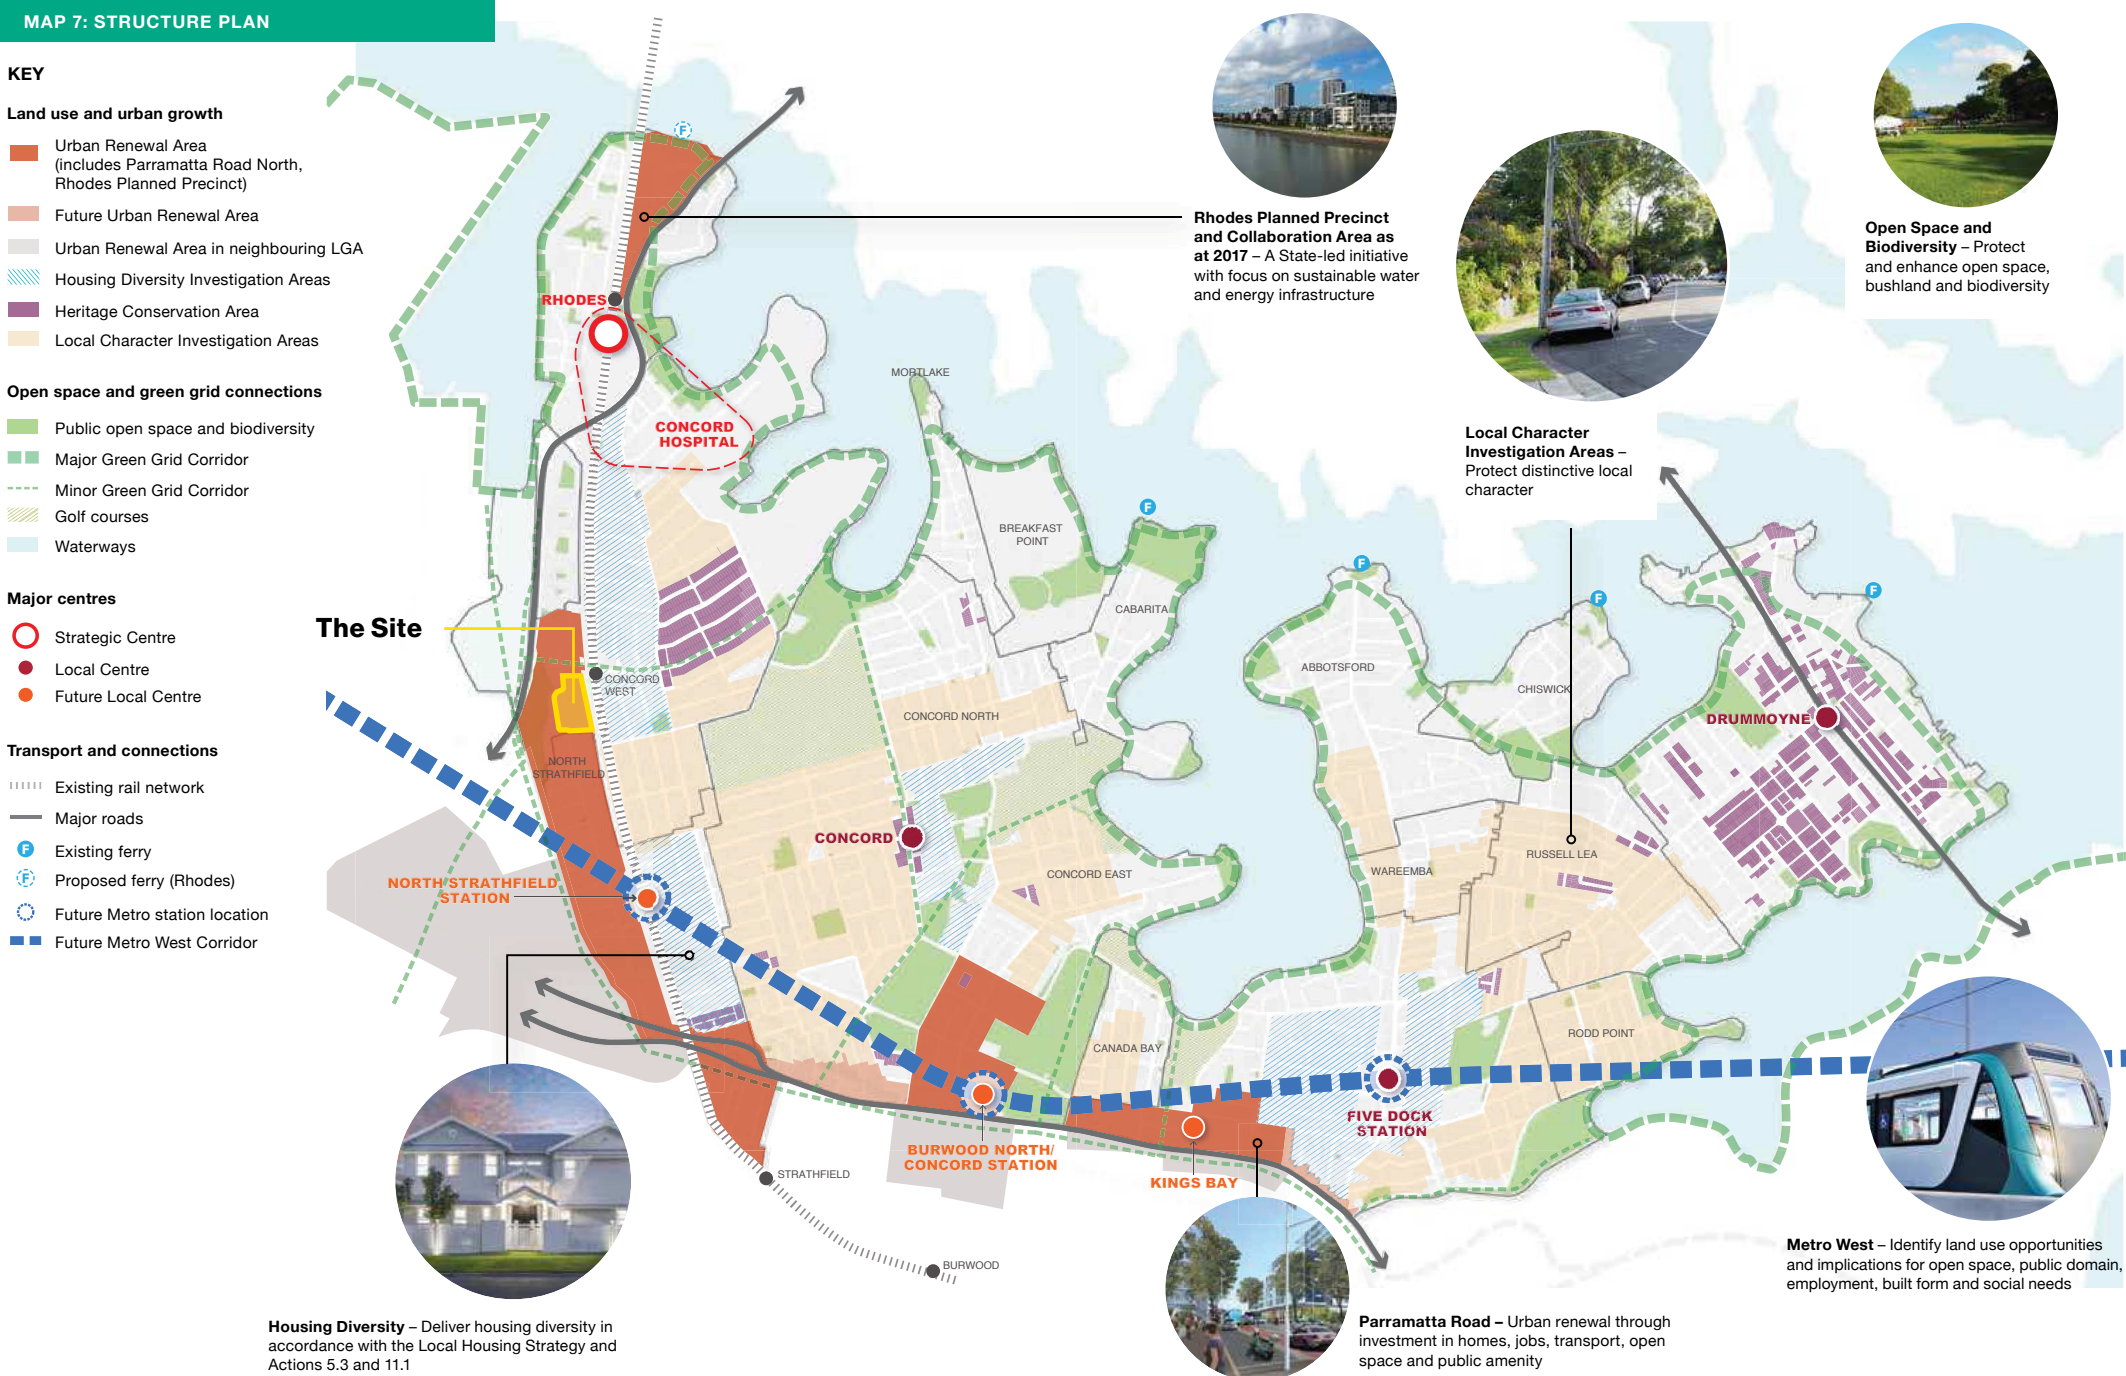 MAP 7: STRUCTURE PLAN
KEY
Land use and urban growth
Urban Renewal Area
(includes Parramatta Road North,
Rhodes Planned Precinct)
Future Urban Renewal Area
Urban Renewal Area in neighbouring LGA
Housing Diversity Investigation Areas
Heritage Conservation Area
Local Character Investigation Areas
Open space and green grid connections
Public open space and biodiversity
Major Green Grid Corridor
Minor Green Grid Corridor
Golf courses
Waterways
Major centres
Strategic Centre
Local Centre
Future Local Centre
Transport and connections
Existing rail network
Major roads
F Existing ferry
F Proposed ferry (Rhodes)
Future Metro station location
Future Metro West Corridor
The Site
F
RHODES
CONCORD
HOSPITAL
MORTLAKE
BREAKFAST
POINT
F
CABARITA
F
ABBOTSFORD
F
CHISWICK
F
DRUMMOYNE
CONCORD
WEST
CONCORD NORTH
NORTH
STRATHFIELD
CONCORD
CONCORD EAST
WAREEMBA
RUSSELL LEA
NORTH STRATHFIELD
STATION
CANADA BAY
RODD POINT
FIVE DOCK
STATION
BURWOOD NORTH/
CONCORD STATION
KINGS BAY
STRATHFIELD
BURWOOD
Rhodes Planned Precinct
and Collaboration Area as
at 2017 – A State-led initiative
with focus on sustainable water
and energy infrastructure
Local Character
Investigation Areas –
Protect distinctive local
character
Open Space and
Biodiversity – Protect
and enhance open space,
bushland and biodiversity
Housing Diversity – Deliver housing diversity in
accordance with the Local Housing Strategy and
Actions 5.3 and 11.1
Parramatta Road – Urban renewal through
investment in homes, jobs, transport, open
space and public amenity
Metro West – Identify land use opportunities
and implications for open space, public domain,
employment, built form and social needs